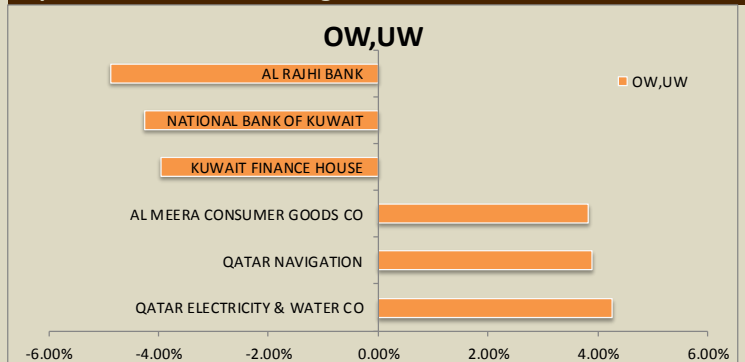 OW,UW
AL RAJHI BANK
OW,UW
NATIONAL BANK OF KUWAIT
KUWAIT FINANCE HOUSE
AL MEERA CONSUMER GOODS CO
QATAR NAVIGATION
QATAR ELECTRICITY & WATER CO
-6.00% -4.00% -2.00% 0.00% 2.00% 4.00% 6.00%